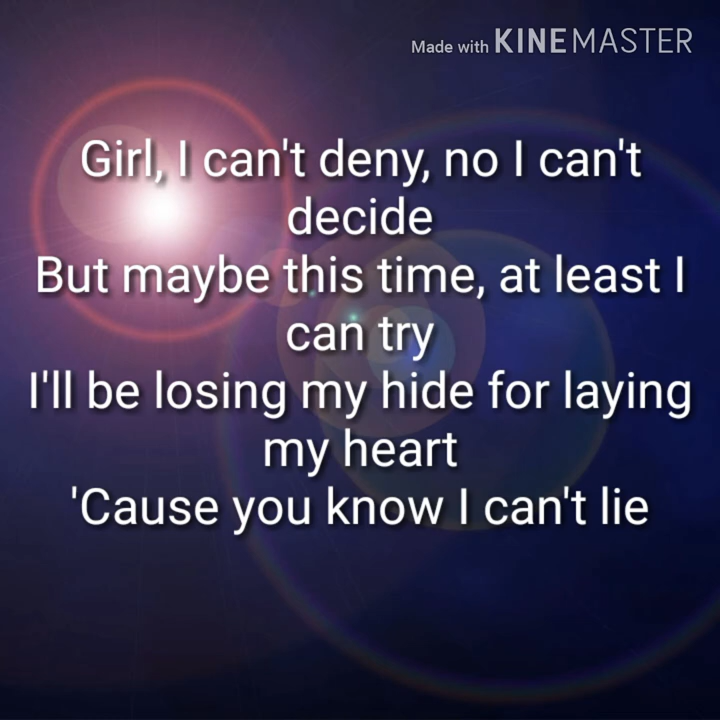 Made with KINEMASTER
Girl, I can't deny, no I can't
decide
But maybe this time, at least I
can try
I'll be losing my hide for laying
my heart
'Cause you know I can't lie